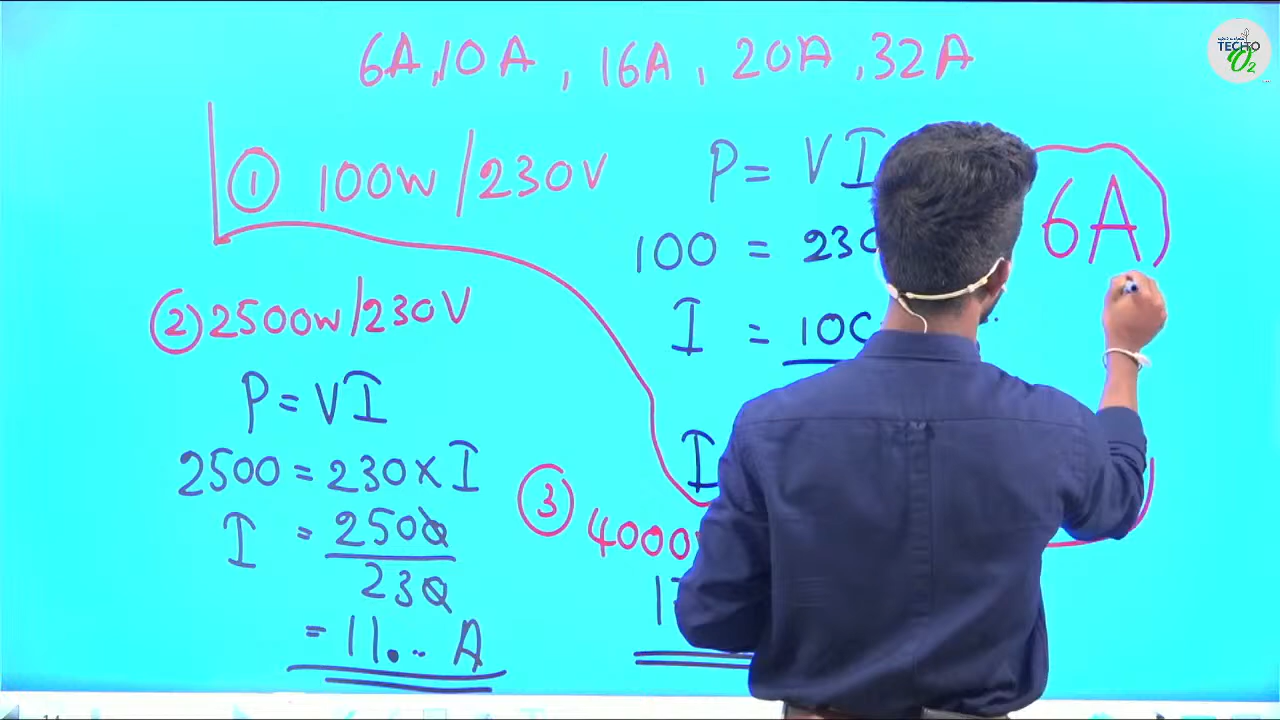 6A, 10A, 16A, 20A, 32A
① 100W/230V
P = VI
100 = 230
I = 100
I
6A
② 2500W/230V
P = VI
2500 = 230 X I
I = 2500
230
= 11... A
③ 4000
17
TECHO
O2